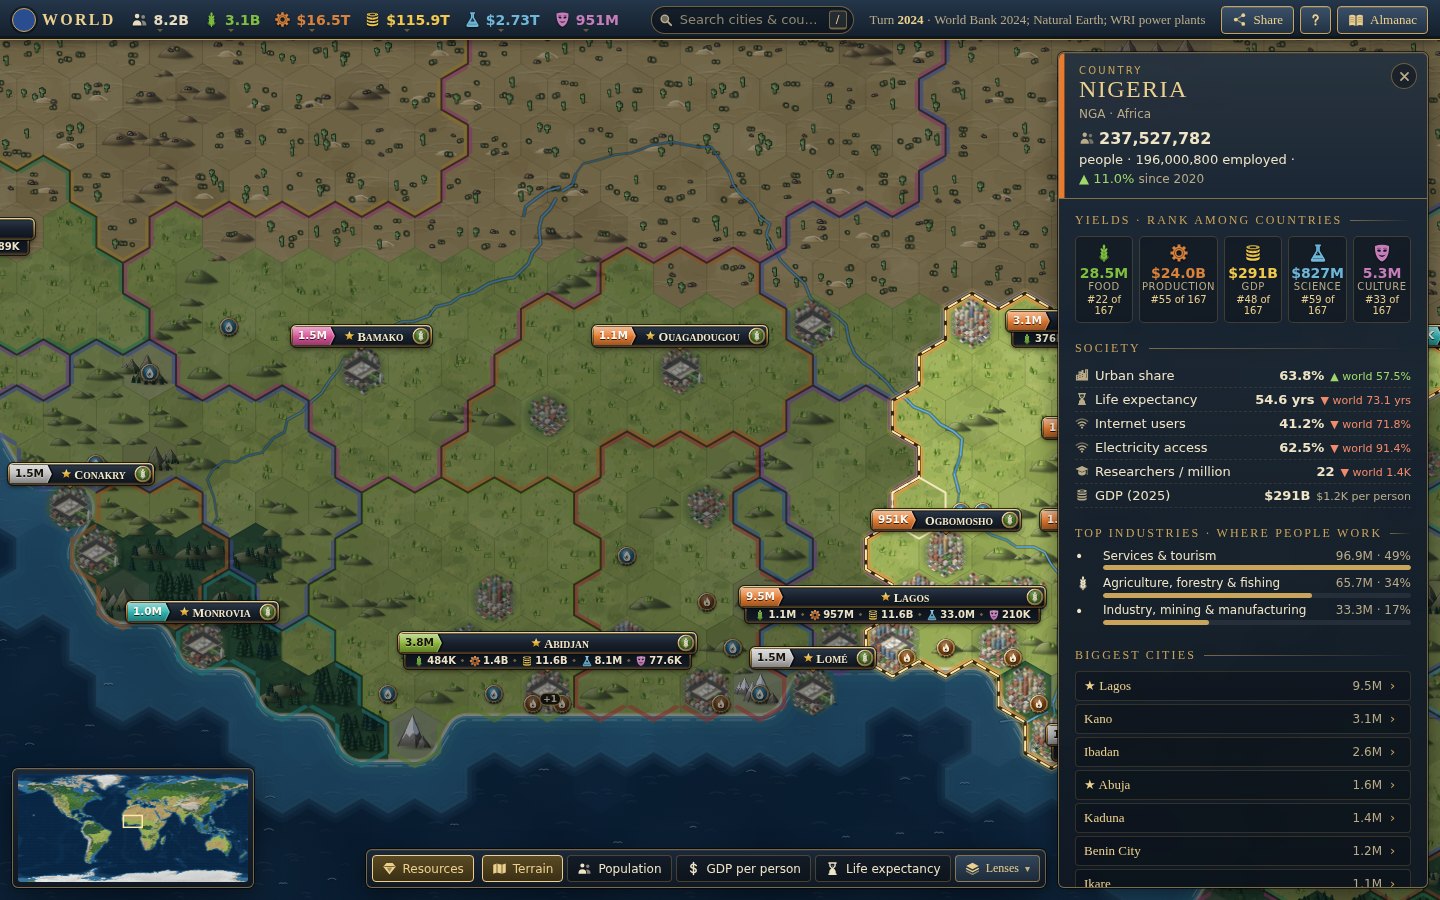 WORLD 8.2B 3.1B $16.5T $115.9T $2.73T 951M Search cities & cou... / Turn 2024 · World Bank 2024; Natural Earth; WRI power plants Share ? Almanac
COUNTRY
NIGERIA
NGA · Africa
237,527,782
people · 196,000,800 employed ·
▲ 11.0% since 2020
YIELDS · RANK AMONG COUNTRIES
28.5M FOOD #22 of 167
$24.0B PRODUCTION #55 of 167
$291B GDP #48 of 167
$827M SCIENCE #59 of 167
5.3M CULTURE #33 of 167
SOCIETY
Urban share 63.8% ▲ world 57.5%
Life expectancy 54.6 yrs ▼ world 73.1 yrs
Internet users 41.2% ▼ world 71.8%
Electricity access 62.5% ▼ world 91.4%
Researchers / million 22 ▼ world 1.4K
GDP (2025) $291B $1.2K per person
TOP INDUSTRIES · WHERE PEOPLE WORK
Services & tourism 96.9M · 49%
Agriculture, forestry & fishing 65.7M · 34%
Industry, mining & manufacturing 33.3M · 17%
BIGGEST CITIES
★ Lagos 9.5M ›
Kano 3.1M ›
Ibadan 2.6M ›
★ Abuja 1.6M ›
Kaduna 1.4M ›
Benin City 1.2M ›
Ikare 1.1M ›
89K
1.5M ★ BAMAKO
1.1M ★ OUAGADOUGOU
3.1M
376
1.5M ★ CONAKRY
951K OGBOMOSHO
9.5M ★ LAGOS
1.1M · 957M · 11.6B · 33.0M · 210K
1.0M ★ MONROVIA
3.8M ★ ABIDJAN
484K · 1.4B · 11.6B · 8.1M · 77.6K
1.5M ★ LOMÉ
+1
Resources Terrain Population GDP per person Life expectancy Lenses ▾